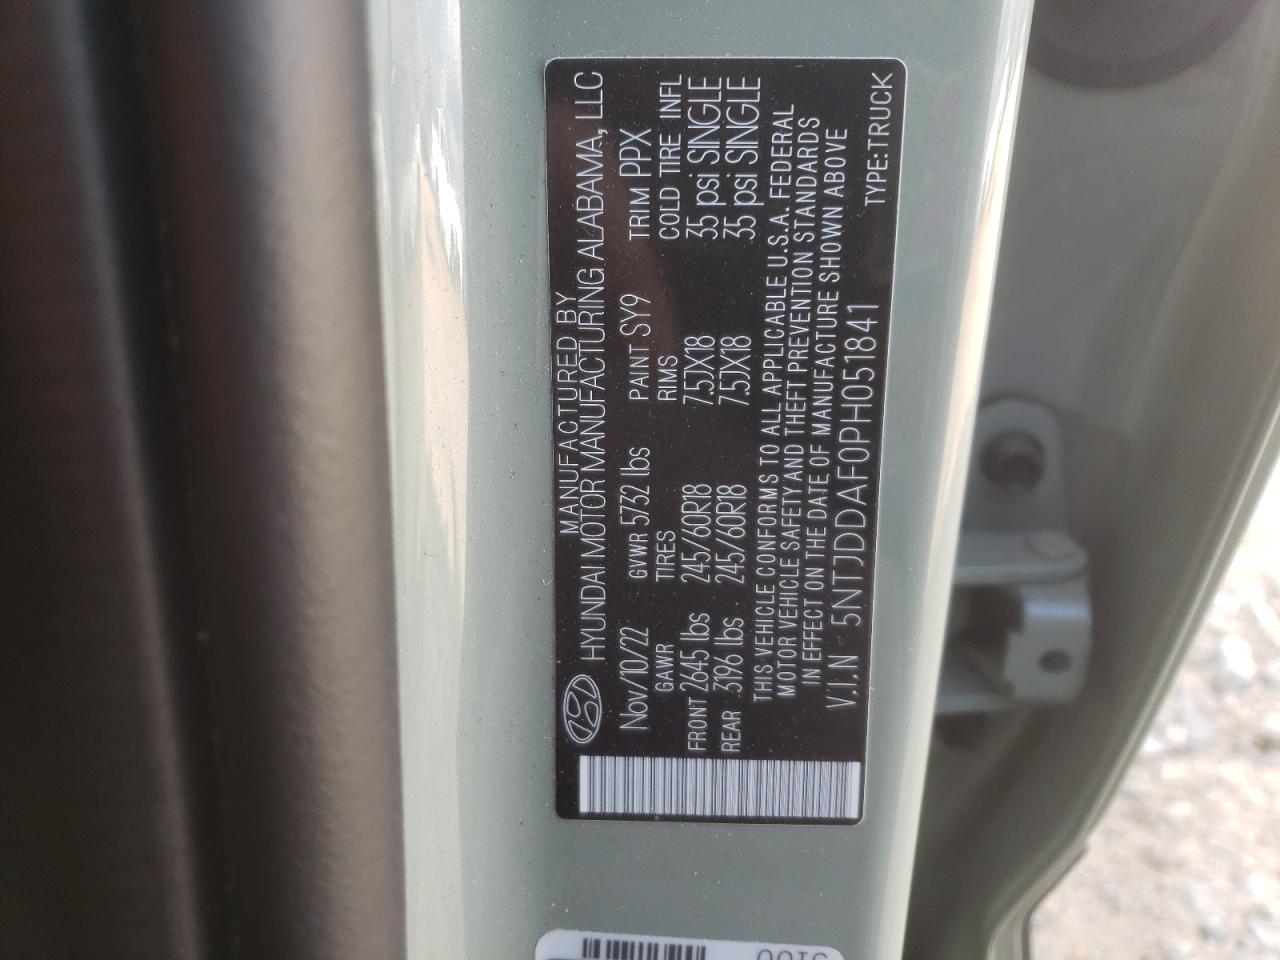 MANUFACTURED BY
HYUNDAI MOTOR MANUFACTURING ALABAMA, LLC
Nov/10/22 GVWR 5732 lbs PAINT SY9 TRIM PPX
GAWR TIRES RIMS COLD TIRE INFL
FRONT 2645 lbs 245/60R18 7.5JX18 35 psi SINGLE
REAR 3196 lbs 245/60R18 7.5JX18 35 psi SINGLE
THIS VEHICLE CONFORMS TO ALL APPLICABLE U.S.A. FEDERAL
MOTOR VEHICLE SAFETY AND THEFT PREVENTION STANDARDS
IN EFFECT ON THE DATE OF MANUFACTURE SHOWN ABOVE
V.I.N 5NTJDDAF0PH051841 TYPE:TRUCK